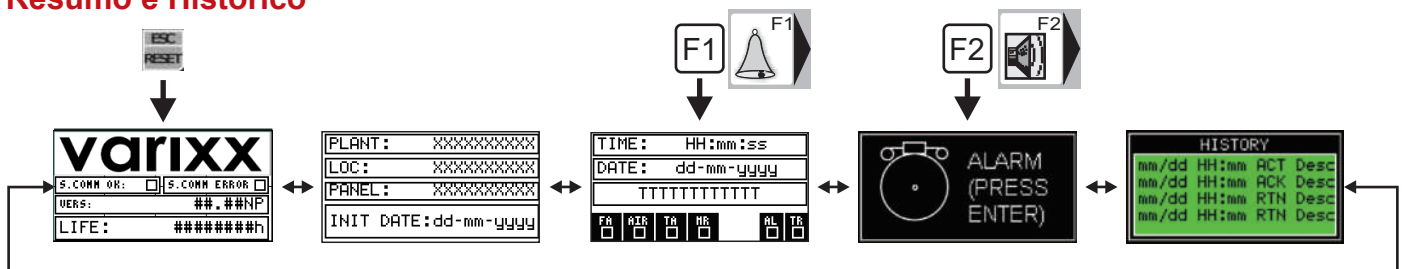 Resumo e Histórico
ESC
RESET
F1
F1
F2
F2
varixx
S.COMM OK:
S.COMM ERROR
VERS: ##.##NP
LIFE: ########h
PLANT: XXXXXXXXXX
LOC: XXXXXXXXXX
PANEL: XXXXXXXXXX
INIT DATE:dd-mm-yyyy
TIME: HH:mm:ss
DATE: dd-mm-yyyy
TTTTTTTTTTTT
FA AIR TA MR AL TR
ALARM
(PRESS
ENTER)
HISTORY
mm/dd HH:mm ACT Desc
mm/dd HH:mm ACK Desc
mm/dd HH:mm RTN Desc
mm/dd HH:mm RTN Desc